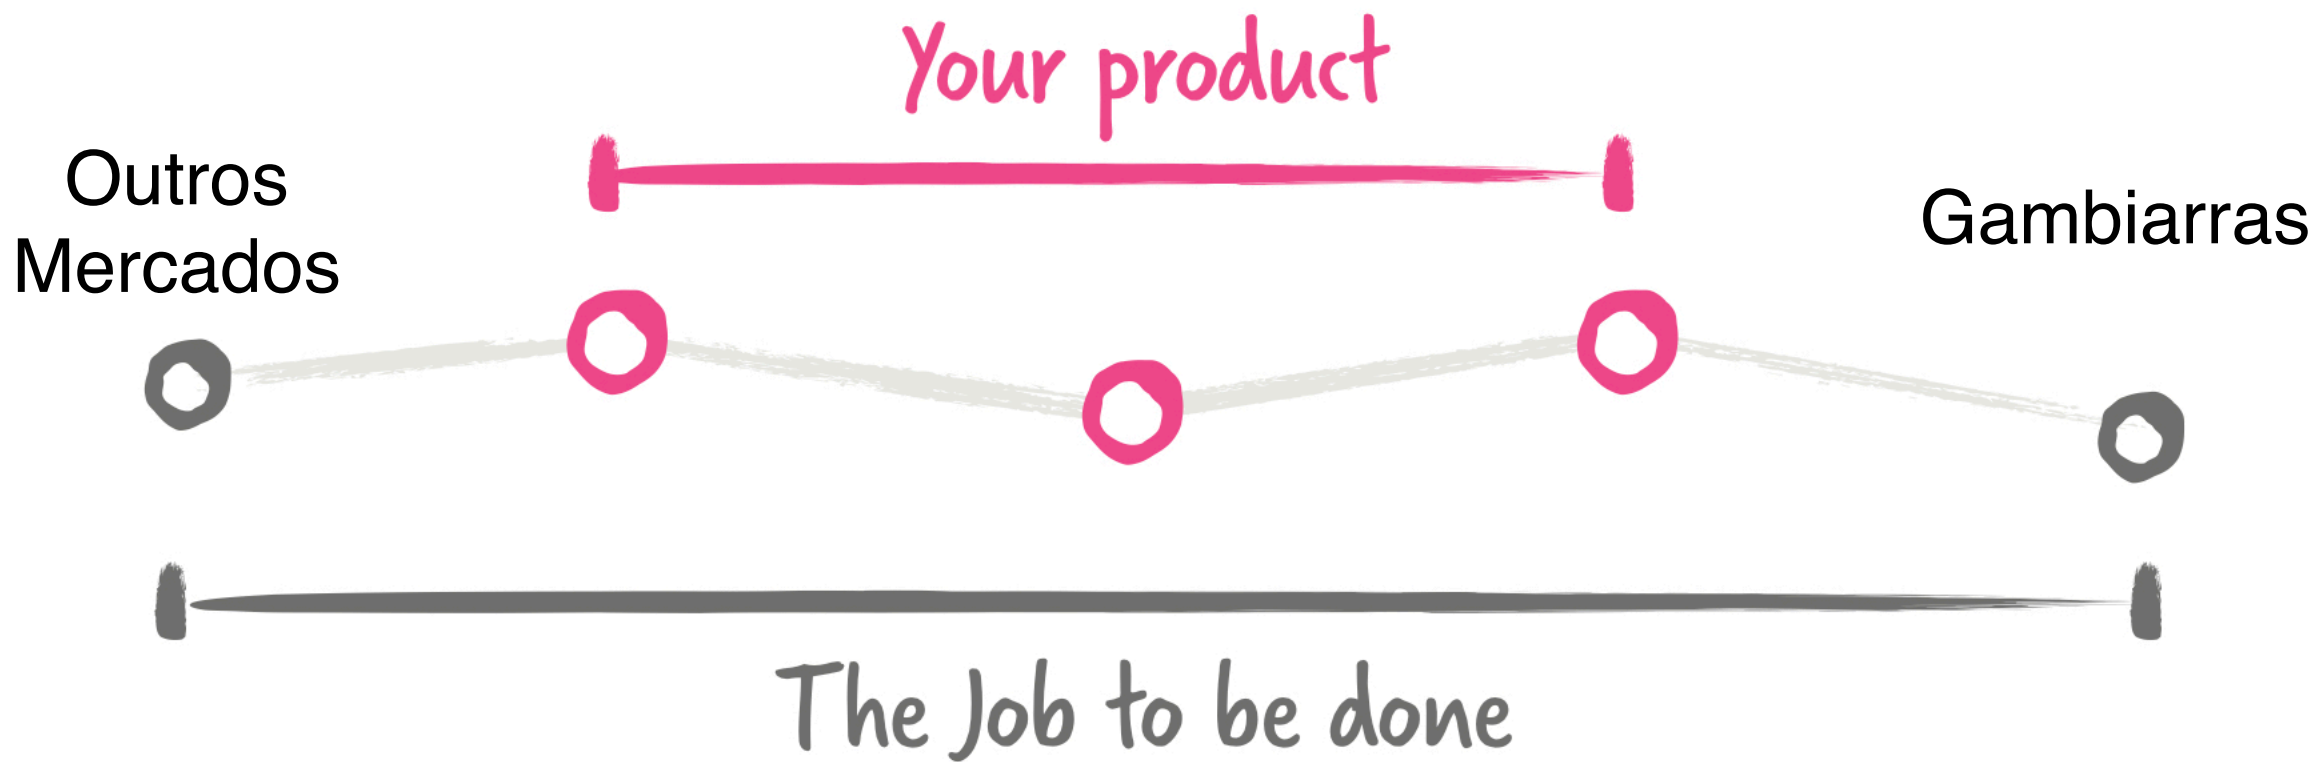 Your product
Outros
Mercados
Gambiarras
The Job to be done